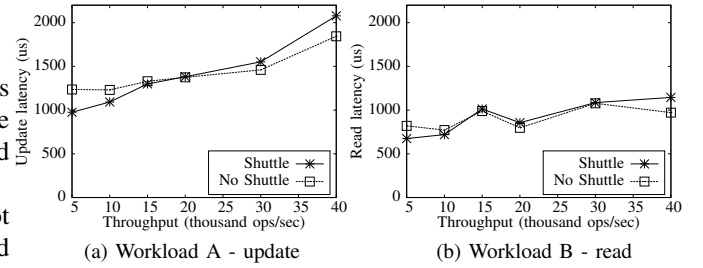 s
e
d
ot
d
Update latency (us)
2000
1500
1000
500
0
Shuttle
No Shuttle
5 10 15 20 25 30 35 40
Throughput (thousand ops/sec)
(a) Workload A - update
Read latency (us)
2000
1500
1000
500
0
Shuttle
No Shuttle
5 10 15 20 25 30 35 40
Throughput (thousand ops/sec)
(b) Workload B - read